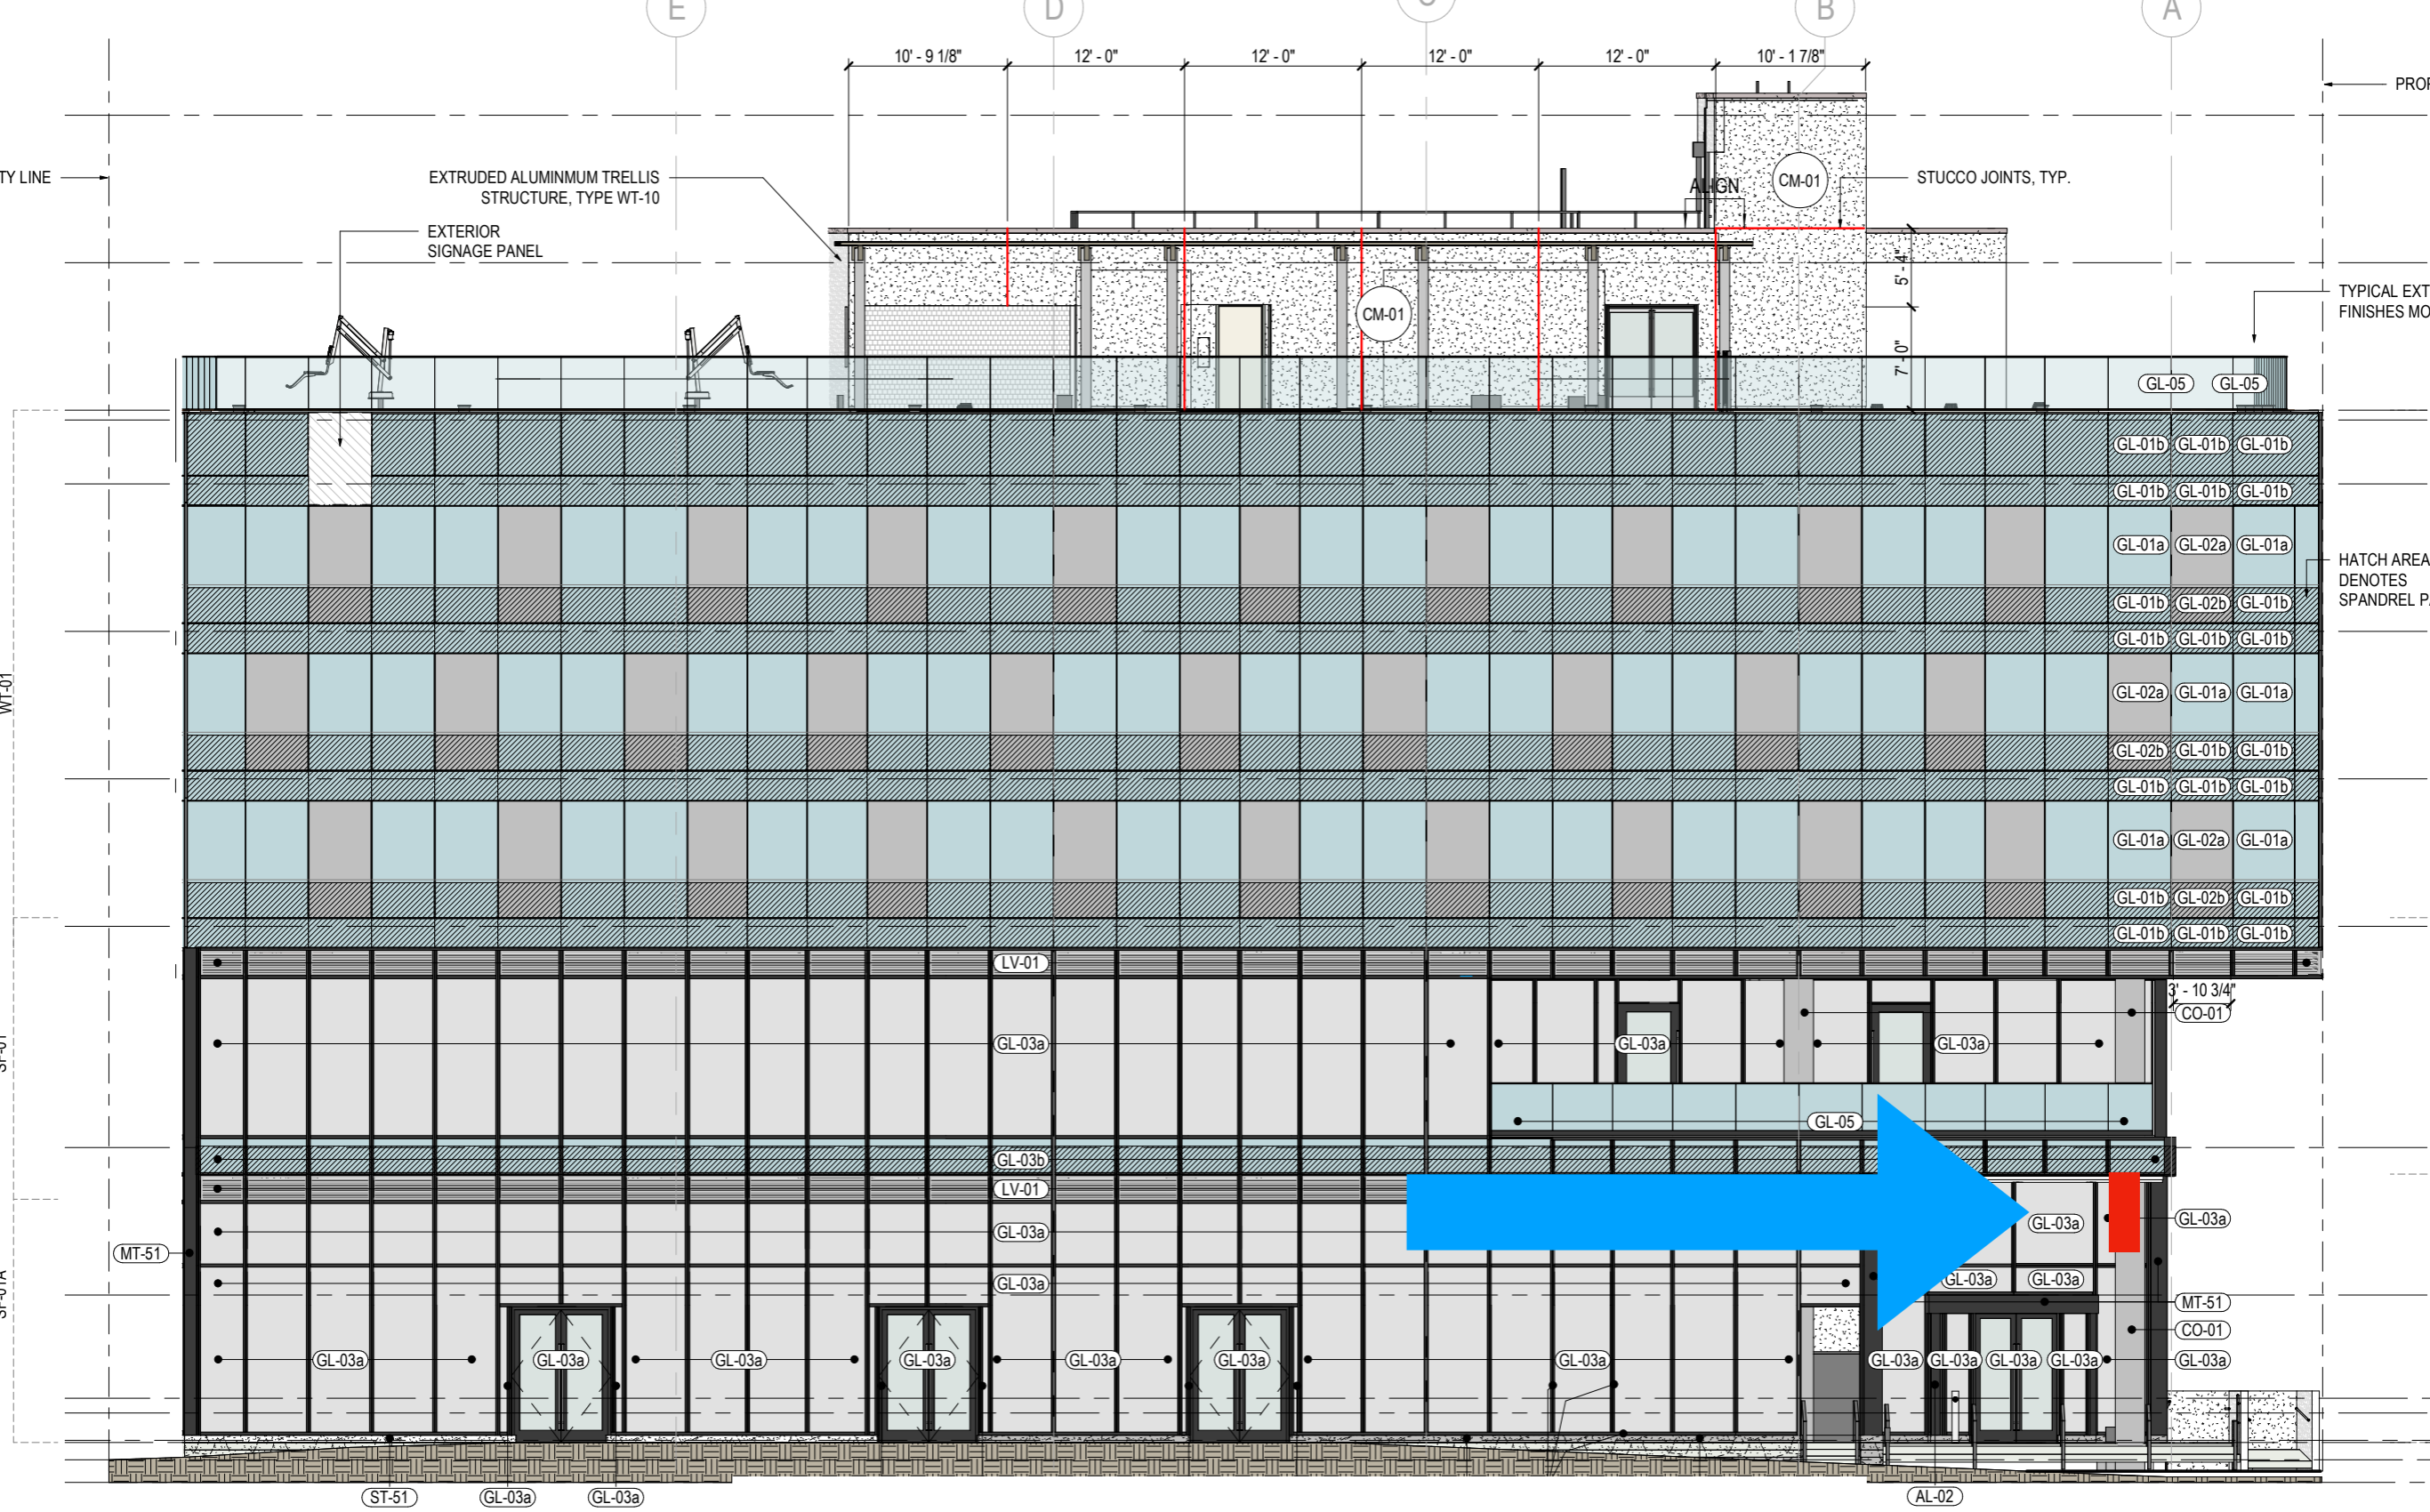 E
D
B
A
10' - 9 1/8"
12' - 0"
12' - 0"
12' - 0"
12' - 0"
10' - 1 7/8"
TY LINE
EXTRUDED ALUMINMUM TRELLIS
STRUCTURE, TYPE WT-10
EXTERIOR
SIGNAGE PANEL
ALIGN
CM-01
STUCCO JOINTS, TYP.
5' - 4"
7' - 0"
CM-01
TYPICAL EXT
FINISHES MO
GL-05 GL-05
GL-01b GL-01b GL-01b
GL-01b GL-01b GL-01b
GL-01a GL-02a GL-01a
HATCH AREA
DENOTES
SPANDREL P
GL-01b GL-02b GL-01b
GL-01b GL-01b GL-01b
WT-01
GL-02a GL-01a GL-01a
GL-02b GL-01b GL-01b
GL-01b GL-01b GL-01b
GL-01a GL-02a GL-01a
GL-01b GL-02b GL-01b
GL-01b GL-01b GL-01b
LV-01
3' - 10 3/4"
CO-01
GL-03a GL-03a GL-03a
GL-05
GL-03b
LV-01
GL-03a GL-03a GL-03a
MT-51
GL-03a GL-03a GL-03a
MT-51
CO-01
GL-03a GL-03a GL-03a GL-03a GL-03a GL-03a GL-03a GL-03a GL-03a GL-03a GL-03a GL-03a
ST-51 GL-03a GL-03a AL-02